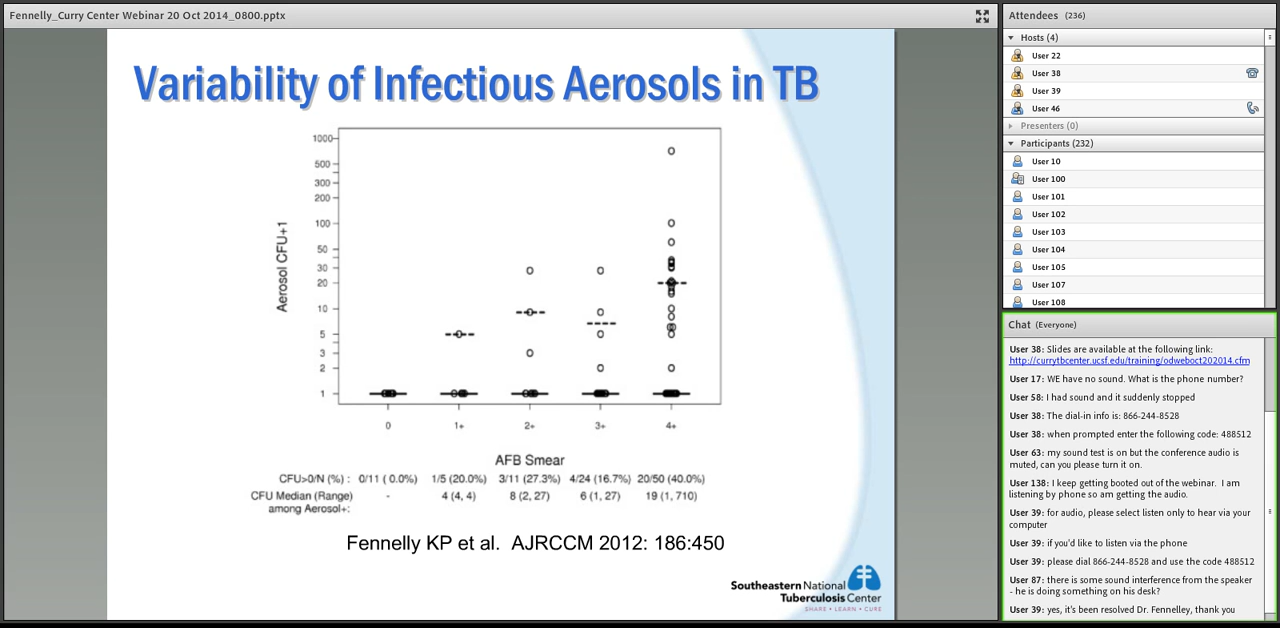 Fennelly_Curry Center Webinar 20 Oct 2014_0800.pptx
Variability of Infectious Aerosols in TB
1000
500
300
200
100
50
30
20
10
5
3
2
1
Aerosol CFU+1
0 1+ 2+ 3+ 4+
AFB Smear
CFU>0/N (%) : 0/11 ( 0.0%) 1/5 (20.0%) 3/11 (27.3%) 4/24 (16.7%) 20/50 (40.0%)
CFU Median (Range) - 4 (4, 4) 8 (2, 27) 6 (1, 27) 19 (1, 710)
among Aerosol+:
Fennelly KP et al. AJRCCM 2012: 186:450
Southeastern National
Tuberculosis Center
SHARE • LEARN • CURE
Attendees (236)
Hosts (4)
User 22
User 38
User 39
User 46
Presenters (0)
Participants (232)
User 10
User 100
User 101
User 102
User 103
User 104
User 105
User 107
User 108
Chat (Everyone)
User 38: Slides are available at the following link:
http://currytbcenter.ucsf.edu/training/odweboct202014.cfm
User 17: WE have no sound. What is the phone number?
User 58: I had sound and it suddenly stopped
User 38: The dial-in info is: 866-244-8528
User 38: when prompted enter the following code: 488512
User 63: my sound test is on but the conference audio is
muted, can you please turn it on.
User 138: I keep getting booted out of the webinar. I am
listening by phone so am getting the audio.
User 39: for audio, please select listen only to hear via your
computer
User 39: if you'd like to listen via the phone
User 39: please dial 866-244-8528 and use the code 488512
User 87: there is some sound interference from the speaker
- he is doing something on his desk?
User 39: yes, it's been resolved Dr. Fennelley, thank you